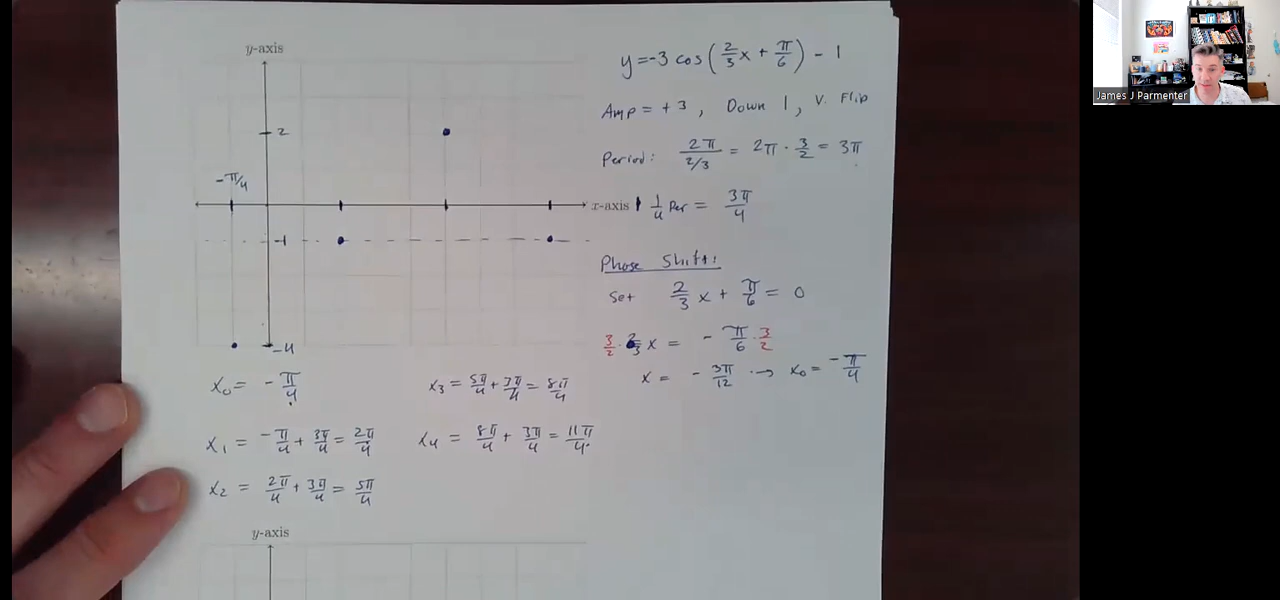 y-axis
2
-π/4
x-axis
-1
-4
x₀ = -π/4
x₁ = -π/4 + 3π/4 = 2π/4
x₂ = 2π/4 + 3π/4 = 5π/4
x₃ = 5π/4 + 3π/4 = 8π/4
x₄ = 8π/4 + 3π/4 = 11π/4
y-axis
y = -3 cos(2/3 x + π/6) - 1
Amp = +3, Down 1, V. Flip
Period: 2π/2/3 = 2π · 3/2 = 3π
1/4 Per = 3π/4
Phase Shift:
Set 2/3 x + π/6 = 0
3/2 · 2/3 x = - π/6 · 3/2
x = - 3π/12 → x₀ = -π/4
James J Parmenter